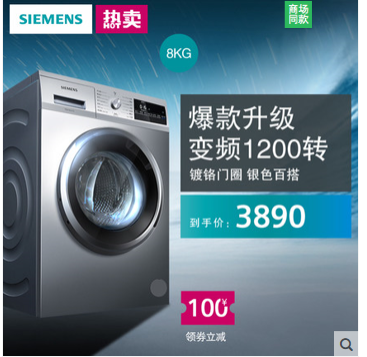 SIEMENS
热卖
商场
同款
8KG
SIEMENS
爆款升级
变频1200转
镀铬门圈 银色百搭
到手价：3890
100¥
领券立减